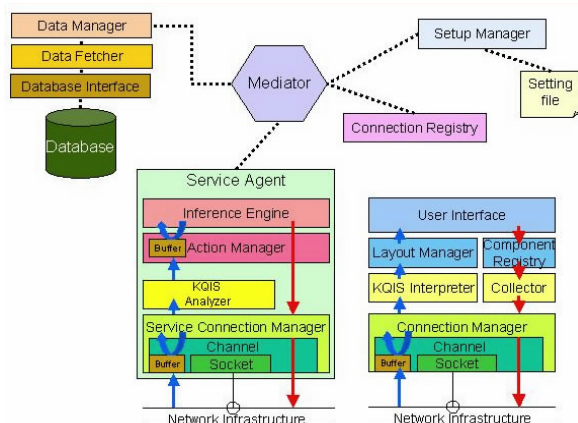 Data Manager
Data Fetcher
Database Interface
Database
Mediator
Setup Manager
Setting
file
Connection Registry
Service Agent
Inference Engine
Buffer
Action Manager
KQIS
Analyzer
Service Connection Manager
Channel
Buffer
Socket
Network Infrastructure
User Interface
Layout Manager
Component
Registry
KQIS Interpreter
Collector
Connection Manager
Channel
Buffer
Socket
Network Infrastructure